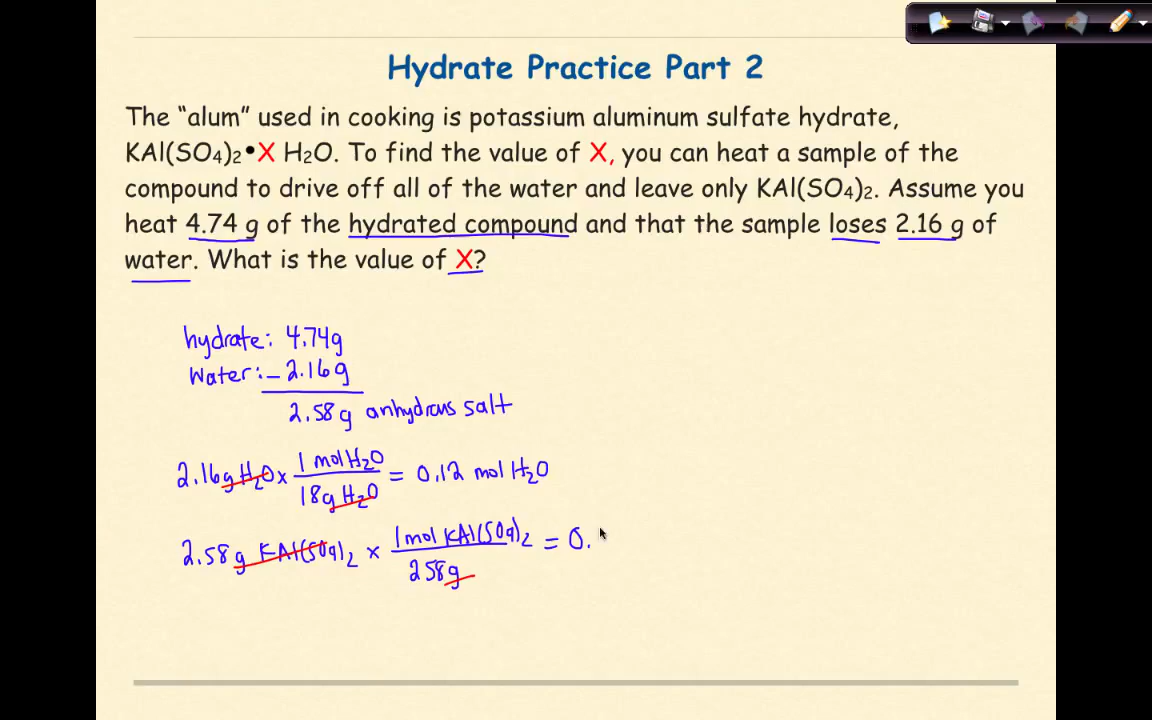 Hydrate Practice Part 2
The “alum” used in cooking is potassium aluminum sulfate hydrate,
KAl(SO4)2•X H2O. To find the value of X, you can heat a sample of the
compound to drive off all of the water and leave only KAl(SO4)2. Assume you
heat 4.74 g of the hydrated compound and that the sample loses 2.16 g of
water. What is the value of X?
hydrate: 4.74g
Water: - 2.16g
2.58g anhydrous salt
2.16g H2O x 1 mol H2O / 18g H2O = 0.12 mol H2O
2.58g KAl(SO4)2 x 1mol KAl(SO4)2 / 258g = 0.